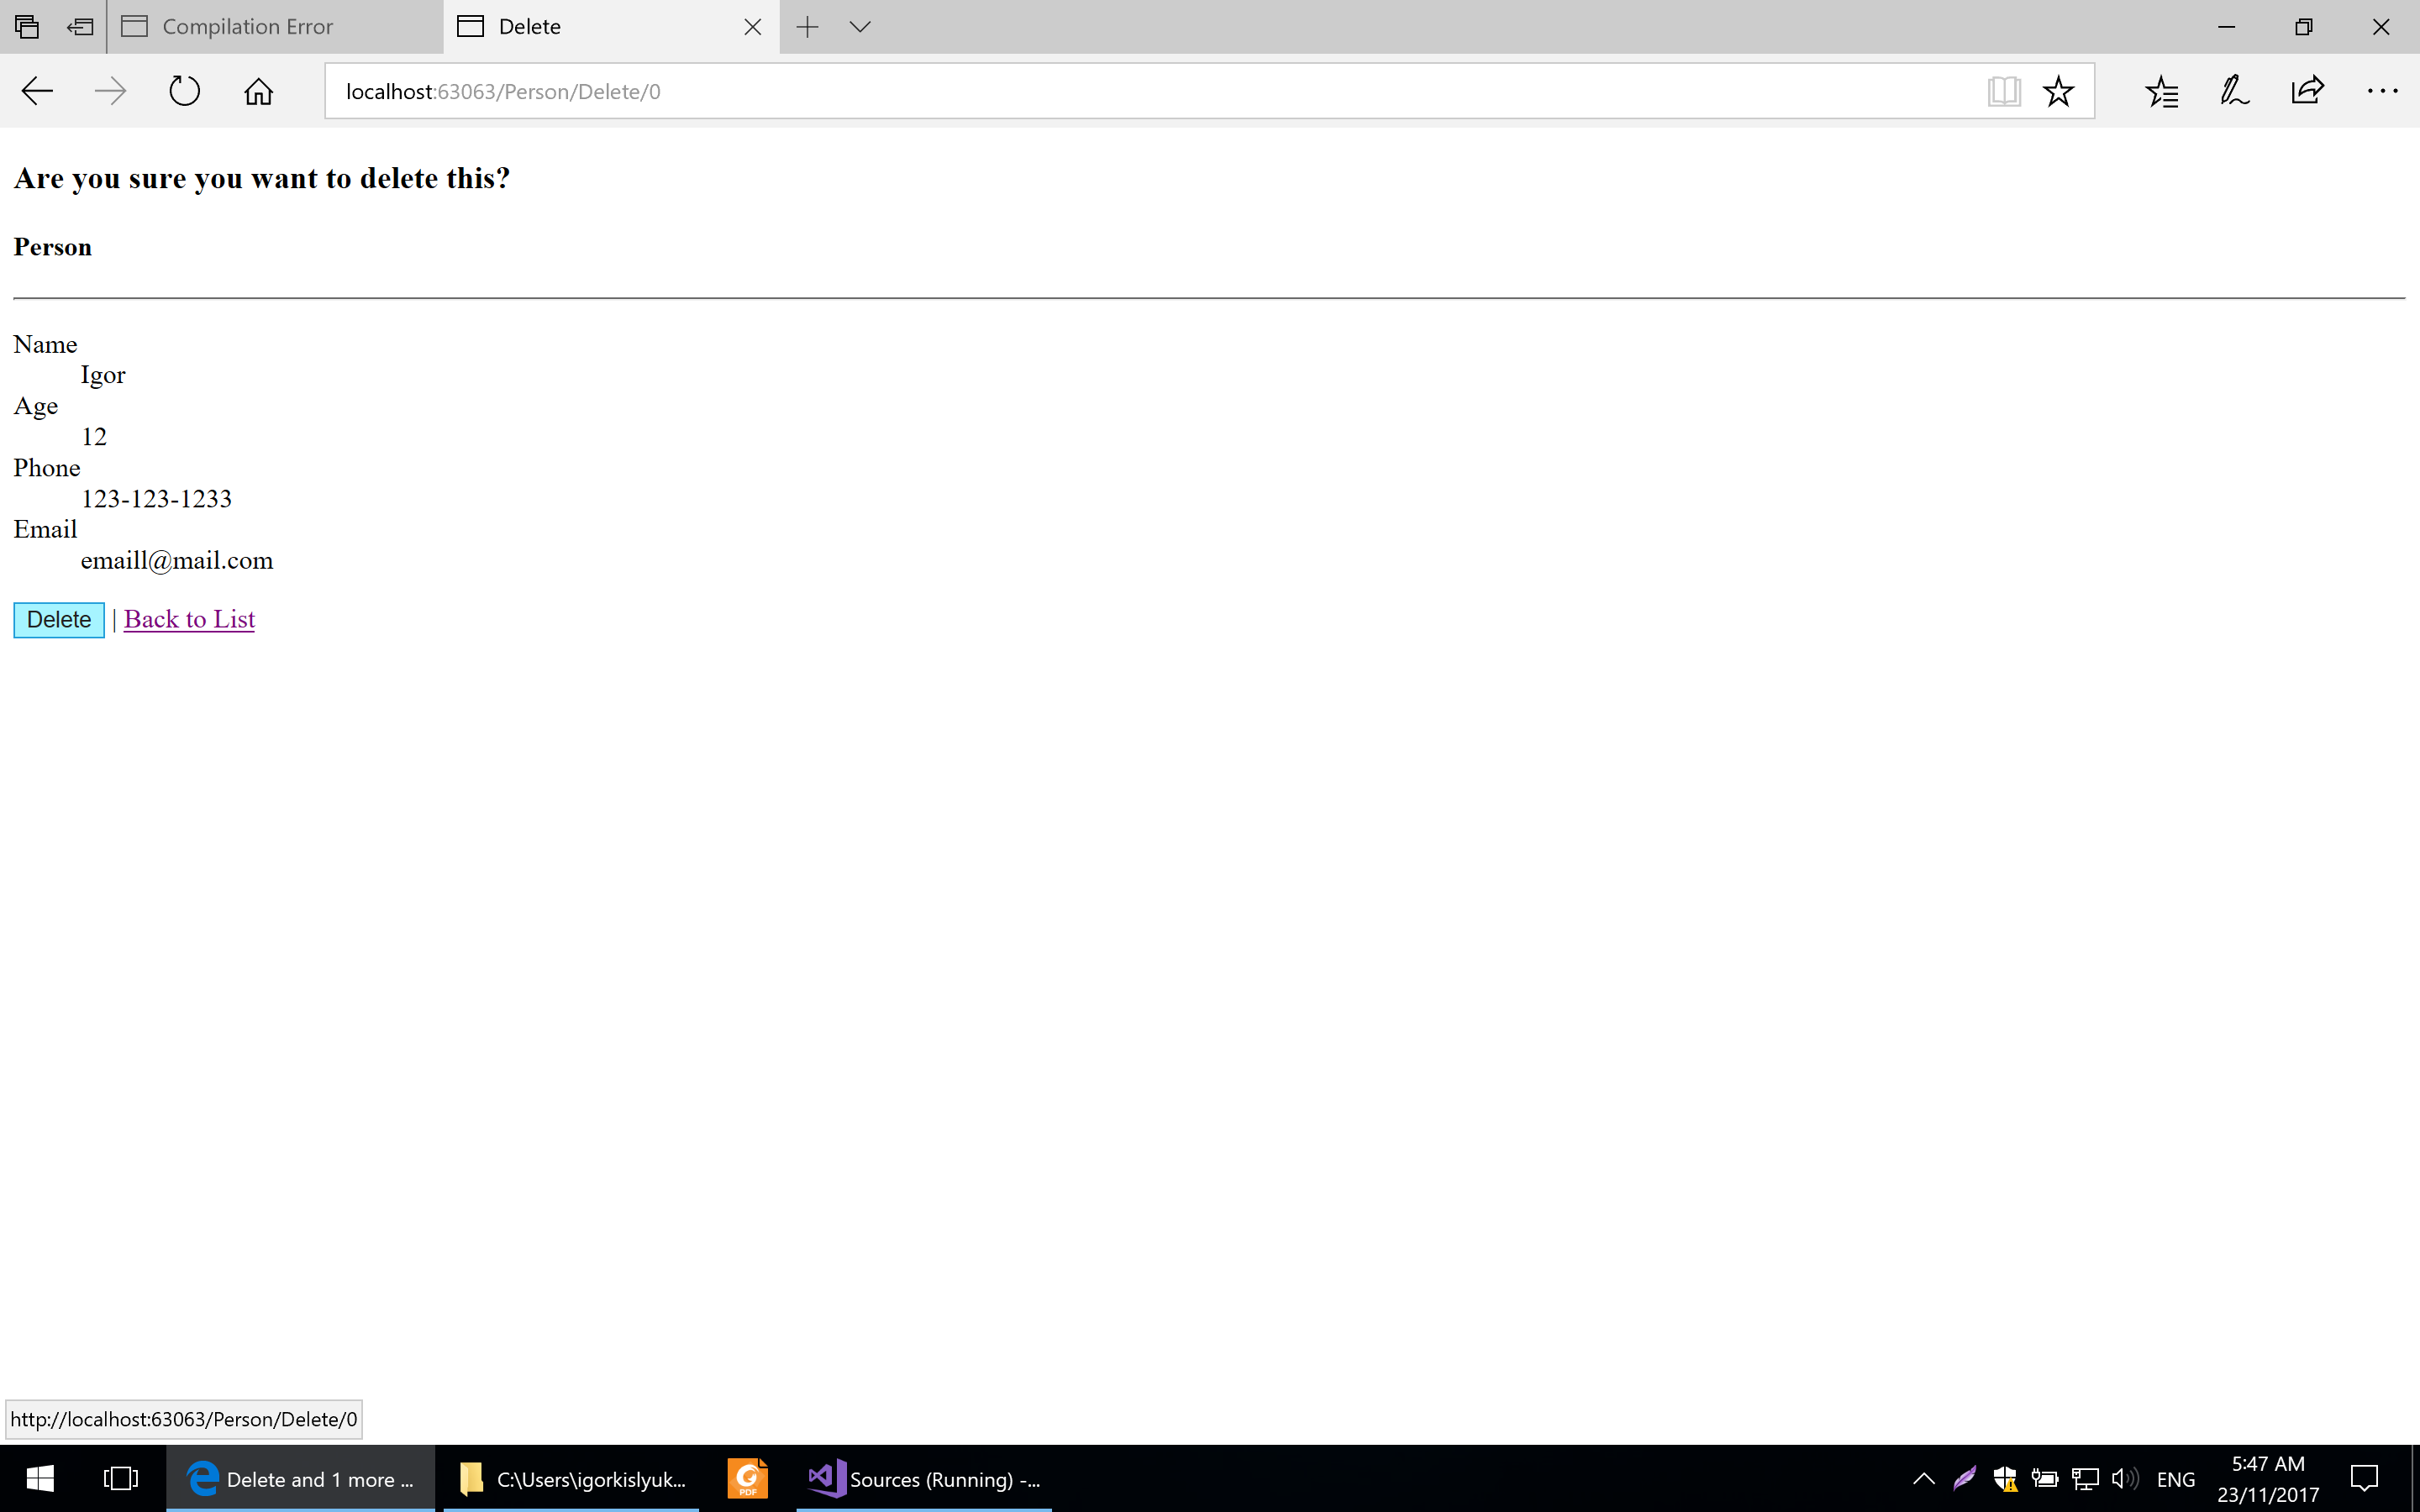 Compilation Error
Delete
localhost:63063/Person/Delete/0
Are you sure you want to delete this?
Person
Name
Igor
Age
12
Phone
123-123-1233
Email
emaill@mail.com
Delete | Back to List
http://localhost:63063/Person/Delete/0
Delete and 1 more ...
C:\Users\igorkislyuk...
PDF
Sources (Running) -...
ENG
5:47 AM
23/11/2017